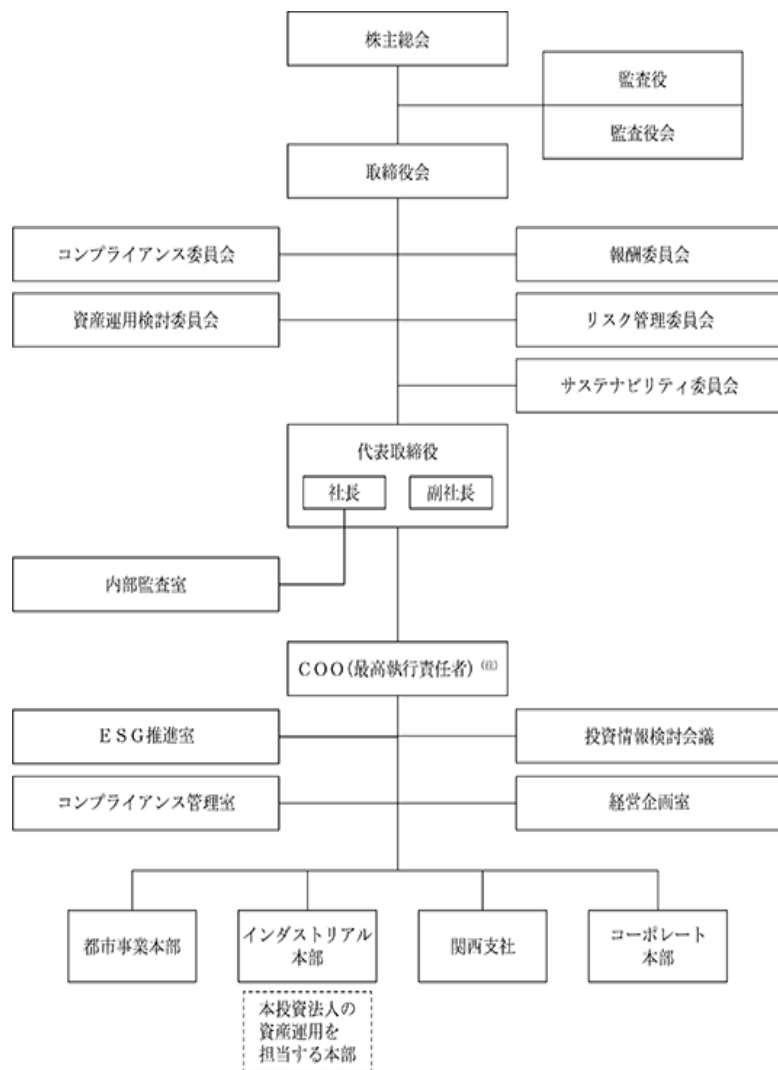 株主総会
監査役
監査役会
取締役会
コンプライアンス委員会
報酬委員会
資産運用検討委員会
リスク管理委員会
サステナビリティ委員会
代表取締役
社長
副社長
内部監査室
ＣＯＯ(最高執行責任者) (注)
ＥＳＧ推進室
投資情報検討会議
コンプライアンス管理室
経営企画室
都市事業本部
インダストリアル
本部
関西支社
コーポレート
本部
本投資法人の
資産運用を
担当する本部